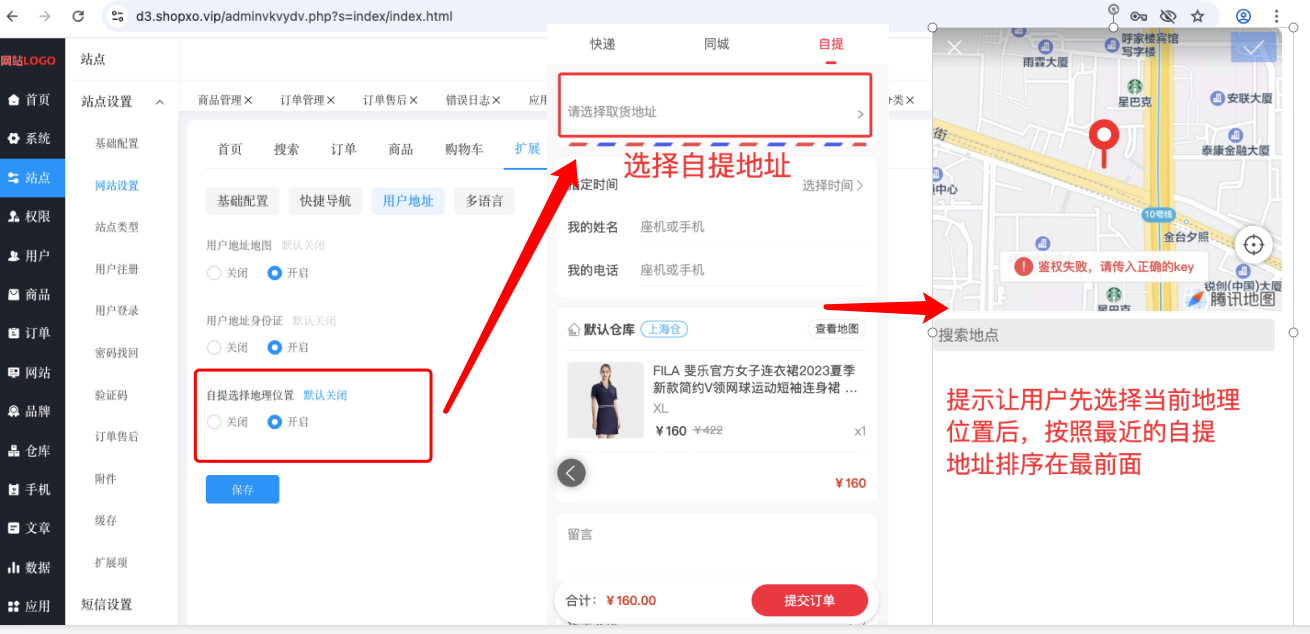 d3.shopxo.vip/adminvkvydv.php?s=index/index.html
网站LOGO
首页
系统
站点
权限
用户
商品
订单
网站
品牌
仓库
手机
文章
数据
应用
站点
站点设置
基础配置
网站设置
站点类型
用户注册
用户登录
密码找回
验证码
订单售后
附件
缓存
扩展项
短信设置
商品管理
订单管理
订单售后
错误日志
首页
搜索
订单
商品
购物车
扩展
基础配置
快捷导航
用户地址
多语言
用户地址地图 默认关闭
关闭 开启
用户地址身份证 默认关闭
关闭 开启
自提选择地理位置 默认关闭
关闭 开启
保存
快递
同城
自提
请选择取货地址
选择自提地址
指定时间 选择时间
我的姓名 座机或手机
我的电话 座机或手机
默认仓库 上海仓 查看地图
FILA 斐乐官方女子连衣裙2023夏季
新款简约V领网球运动短袖连身裙 ...
XL
¥160 ¥422 x1
¥160
留言
合计：¥160.00
提交订单
呼家楼宾馆
写字楼
雨霖大厦
星巴克
安联大厦
街
泰康金融大厦
中心
10号线
金台夕照
鉴权失败，请传入正确的key
锐创(中国)大厦
星巴克
腾讯地图
搜索地点
提示让用户先选择当前地理
位置后，按照最近的自提
地址排序在最前面